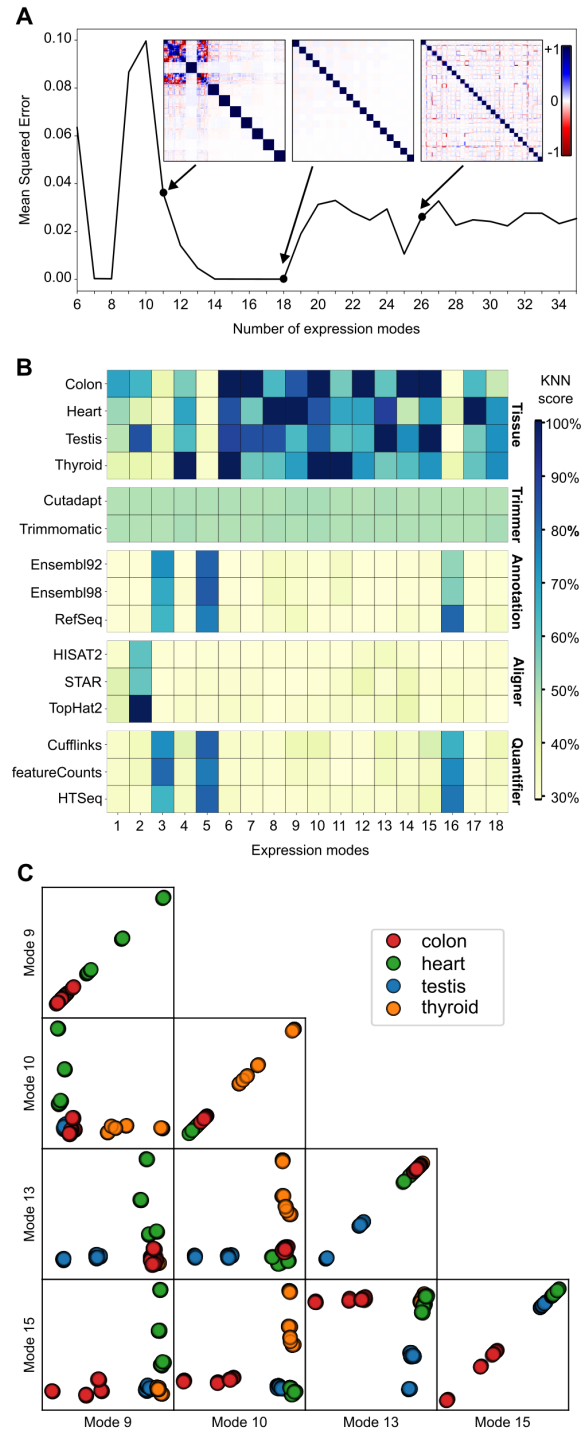 A
Mean Squared Error
0.10
0.08
0.06
0.04
0.02
0.00
+1
0
-1
6 8 10 12 14 16 18 20 22 24 26 28 30 32 34
Number of expression modes
B
KNN
score
Colon
Heart
Testis
Thyroid
Tissue
Cutadapt
Trimmomatic
Trimmer
Ensembl92
Ensembl98
RefSeq
Annotation
HISAT2
STAR
TopHat2
Aligner
Cufflinks
featureCounts
HTSeq
Quantifier
100%
90%
80%
70%
60%
50%
40%
30%
1 2 3 4 5 6 7 8 9 10 11 12 13 14 15 16 17 18
Expression modes
C
Mode 9
Mode 10
Mode 13
Mode 15
colon
heart
testis
thyroid
Mode 9 Mode 10 Mode 13 Mode 15